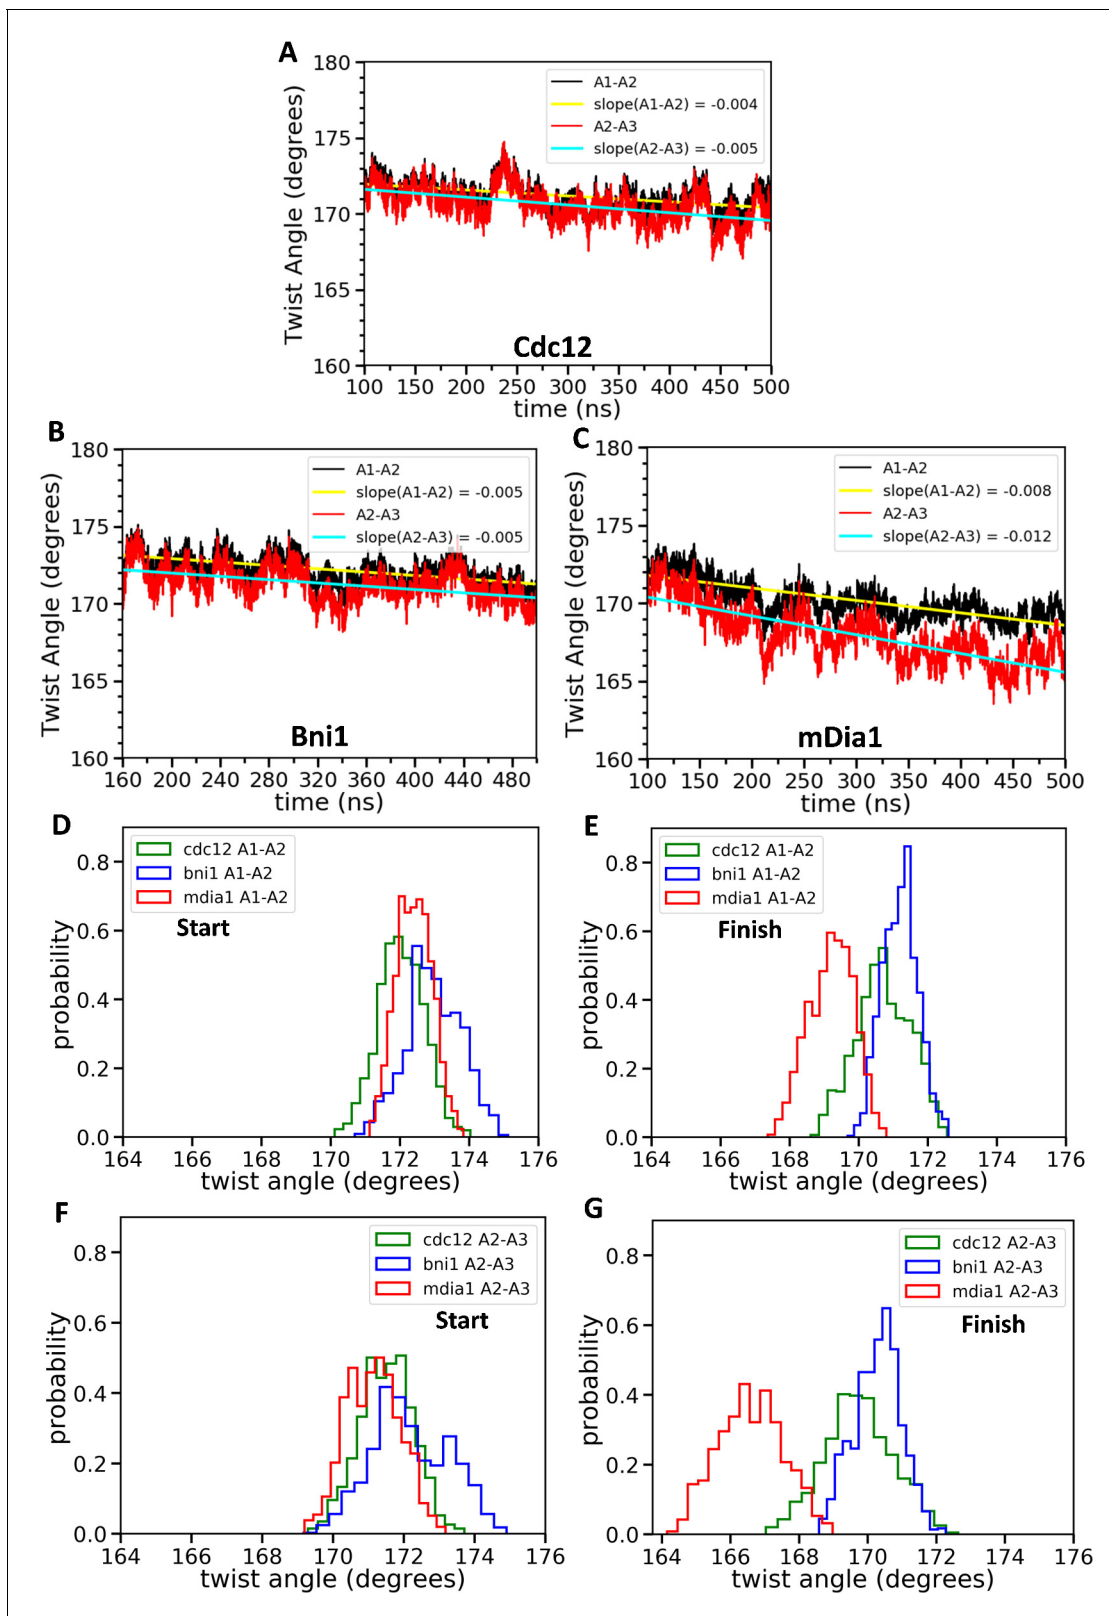 A
180
175
170
165
160
Twist Angle (degrees)
A1-A2
slope(A1-A2) = -0.004
A2-A3
slope(A2-A3) = -0.005
Cdc12
100 150 200 250 300 350 400 450 500
time (ns)
B
180
175
170
165
160
Twist Angle (degrees)
A1-A2
slope(A1-A2) = -0.005
A2-A3
slope(A2-A3) = -0.005
Bni1
160 200 240 280 320 360 400 440 480
time (ns)
C
180
175
170
165
160
Twist Angle (degrees)
A1-A2
slope(A1-A2) = -0.008
A2-A3
slope(A2-A3) = -0.012
mDia1
100 150 200 250 300 350 400 450 500
time (ns)
D
0.8
0.6
0.4
0.2
0.0
probability
cdc12 A1-A2
bni1 A1-A2
mdia1 A1-A2
Start
164 166 168 170 172 174 176
twist angle (degrees)
E
0.8
0.6
0.4
0.2
0.0
probability
cdc12 A1-A2
bni1 A1-A2
mdia1 A1-A2
Finish
164 166 168 170 172 174 176
twist angle (degrees)
F
0.8
0.6
0.4
0.2
0.0
probability
cdc12 A2-A3
bni1 A2-A3
mdia1 A2-A3
Start
164 166 168 170 172 174 176
twist angle (degrees)
G
0.8
0.6
0.4
0.2
0.0
probability
cdc12 A2-A3
bni1 A2-A3
mdia1 A2-A3
Finish
164 166 168 170 172 174 176
twist angle (degrees)